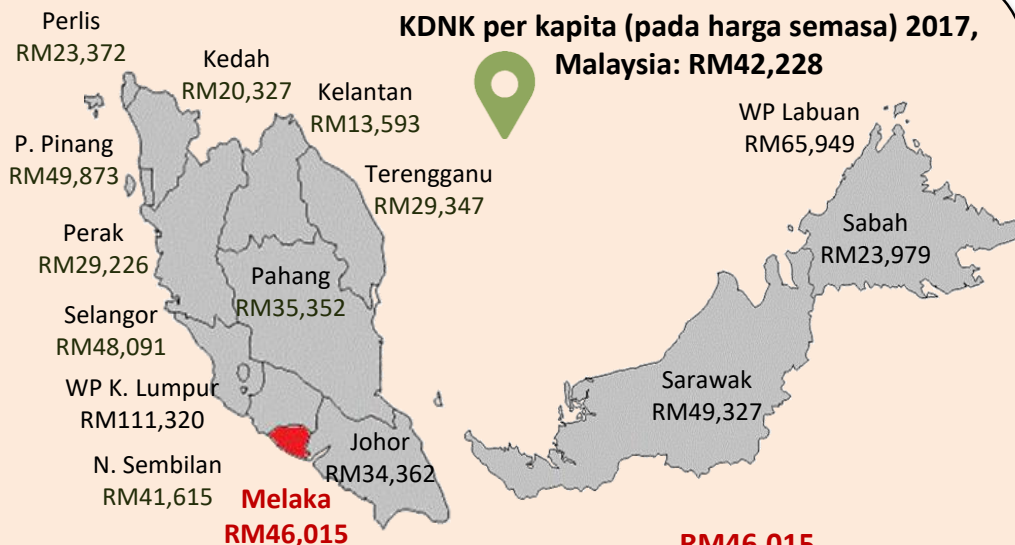 KDNK per kapita (pada harga semasa) 2017,
Malaysia: RM42,228
Perlis
RM23,372
Kedah
RM20,327
Kelantan
RM13,593
P. Pinang
RM49,873
Terengganu
RM29,347
Perak
RM29,226
Pahang
RM35,352
Selangor
RM48,091
WP K. Lumpur
RM111,320
N. Sembilan
RM41,615
Melaka
RM46,015
Johor
RM34,362
WP Labuan
RM65,949
Sabah
RM23,979
Sarawak
RM49,327
RM46,015